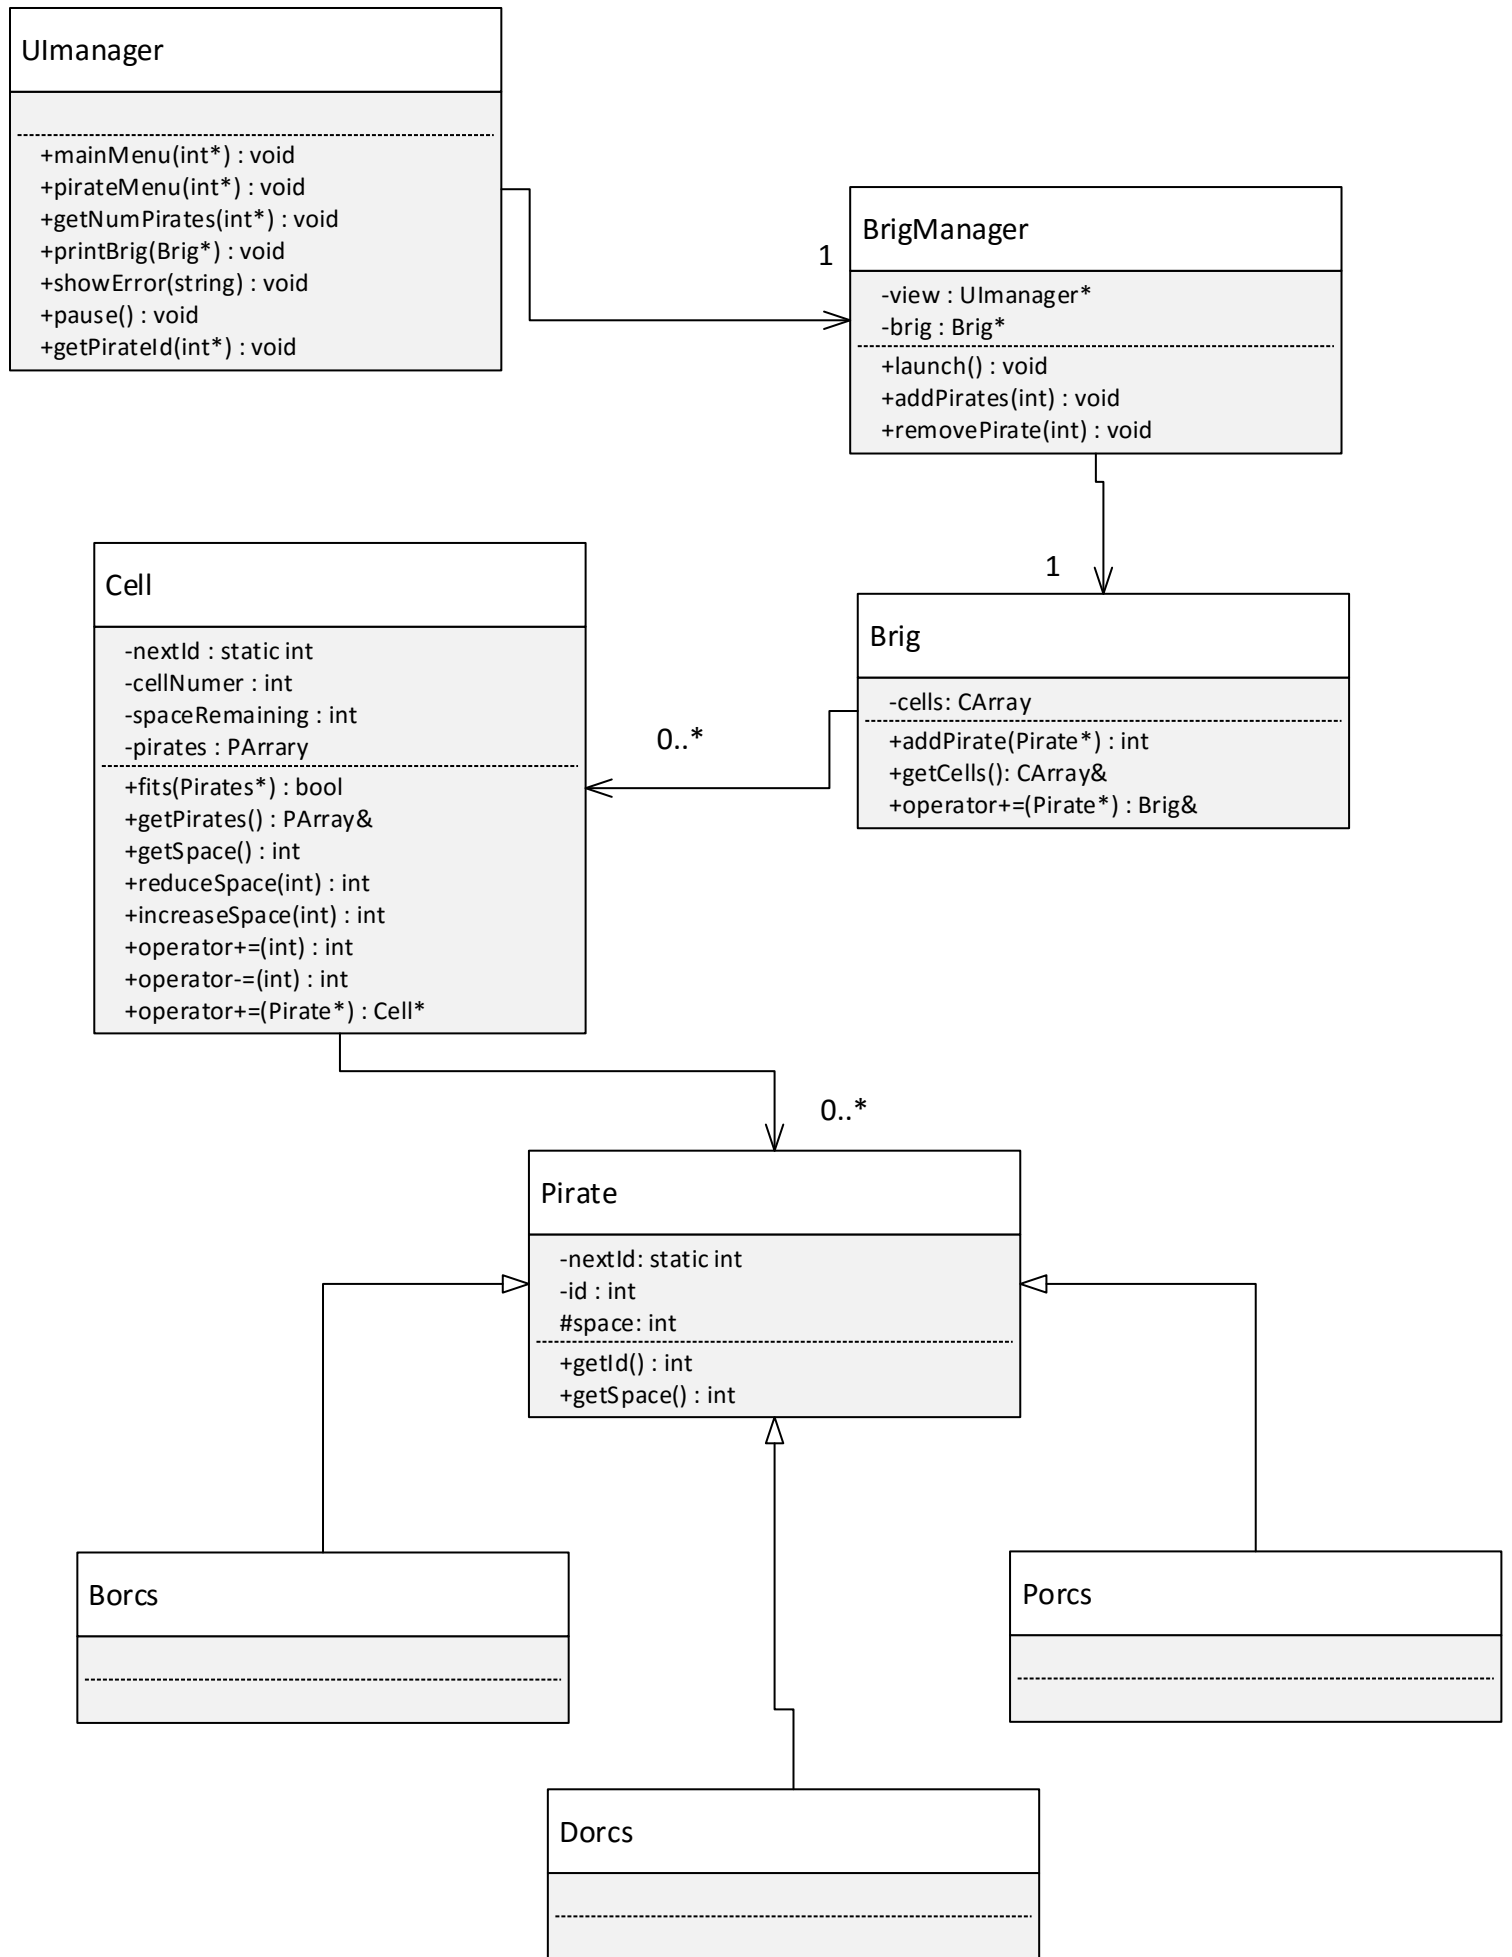 UImanager
+mainMenu(int*) : void
+pirateMenu(int*) : void
+getNumPirates(int*) : void
+printBrig(Brig*) : void
+showError(string) : void
+pause() : void
+getPirateId(int*) : void
1
BrigManager
-view : UImanager*
-brig : Brig*
+launch() : void
+addPirates(int) : void
+removePirate(int) : void
1
Cell
-nextId : static int
-cellNumer : int
-spaceRemaining : int
-pirates : PArrary
+fits(Pirates*) : bool
+getPirates() : PArray&
+getSpace() : int
+reduceSpace(int) : int
+increaseSpace(int) : int
+operator+=(int) : int
+operator-=(int) : int
+operator+=(Pirate*) : Cell*
0..*
Brig
-cells: CArray
+addPirate(Pirate*) : int
+getCells(): CArray&
+operator+=(Pirate*) : Brig&
0..*
Pirate
-nextId: static int
-id : int
#space: int
+getId() : int
+getSpace() : int
Borcs
Porcs
Dorcs